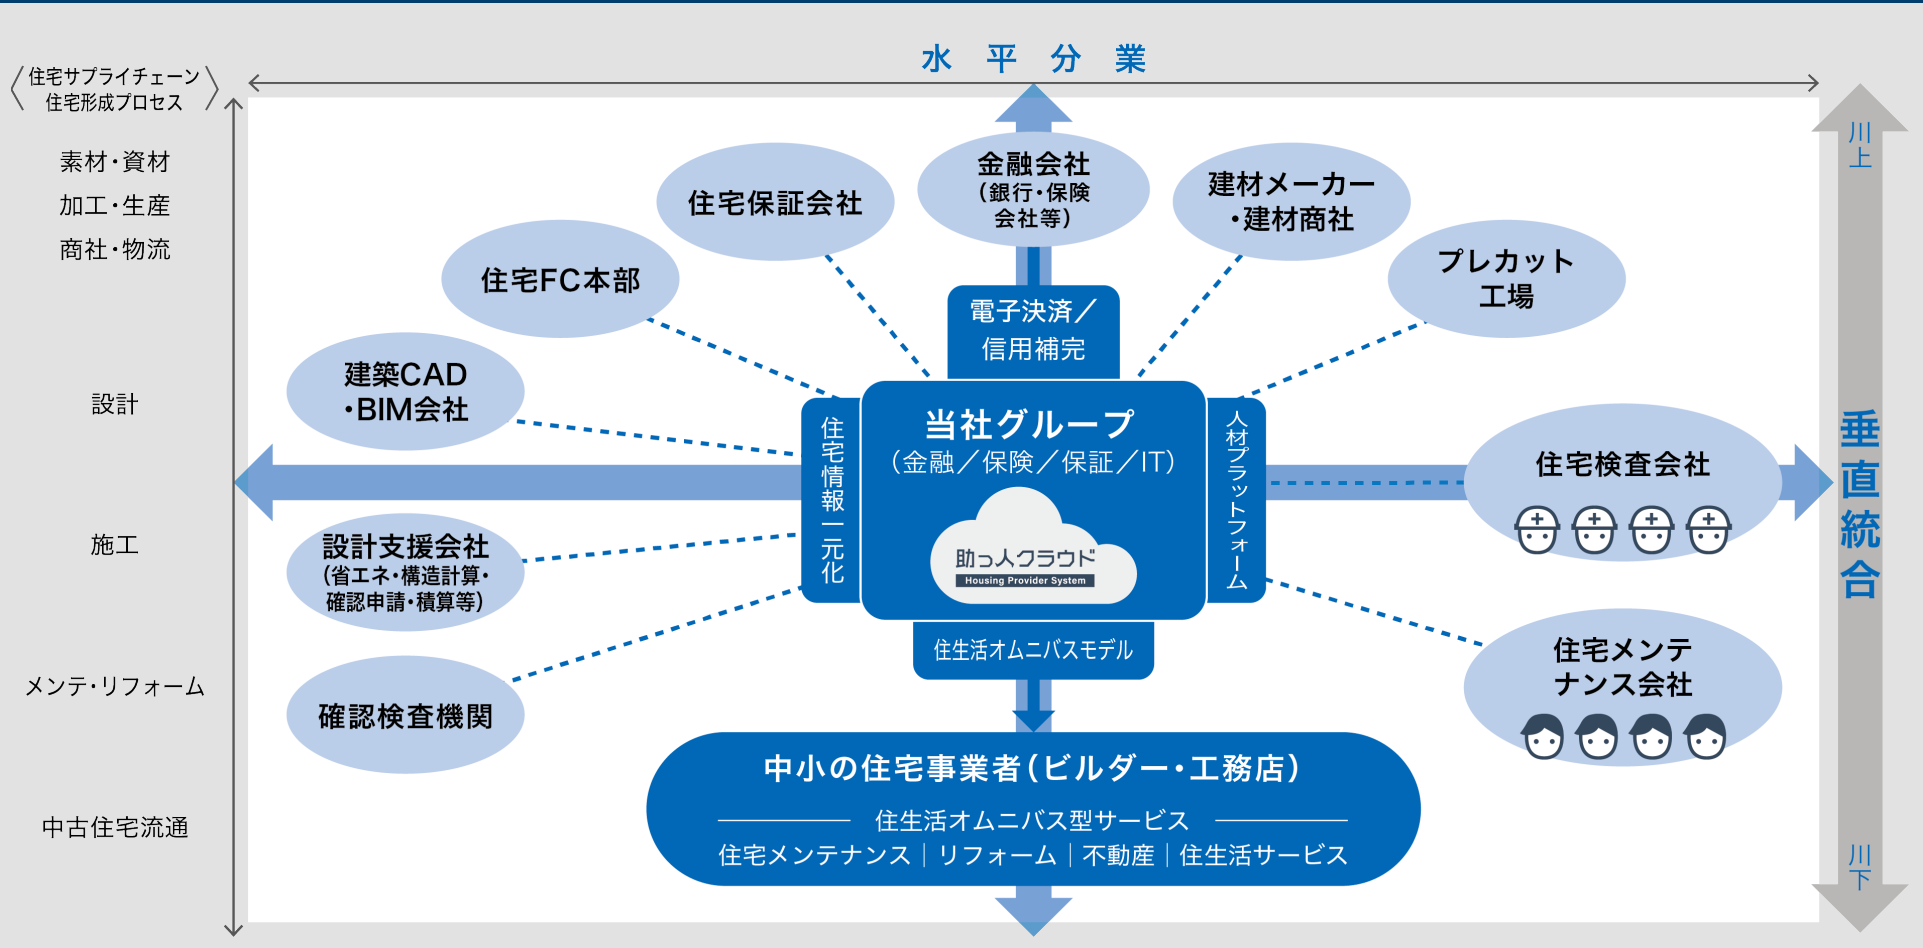 水平分業
〈住宅サプライチェーン
住宅形成プロセス〉
素材・資材
加工・生産
商社・物流
設計
施工
メンテ・リフォーム
中古住宅流通
川上
垂直統合
川下
金融会社
(銀行・保険
会社等)
住宅保証会社
建材メーカー
・建材商社
住宅FC本部
プレカット
工場
建築CAD
・BIM会社
設計支援会社
(省エネ・構造計算・
確認申請・積算等)
確認検査機関
住宅検査会社
住宅メンテ
ナンス会社
電子決済／
信用補完
住宅情報一元化
当社グループ
(金融／保険／保証／IT)
助っ人クラウド
Housing Provider System
人材プラットフォーム
住生活オムニバスモデル
中小の住宅事業者(ビルダー・工務店)
住生活オムニバス型サービス
住宅メンテナンス｜リフォーム｜不動産｜住生活サービス